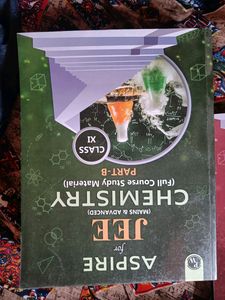 ASPIRE
for
JEE
(MAINS & ADVANCED)
CHEMISTRY
(Full Course Study Material)
PART-B
CLASS
XI